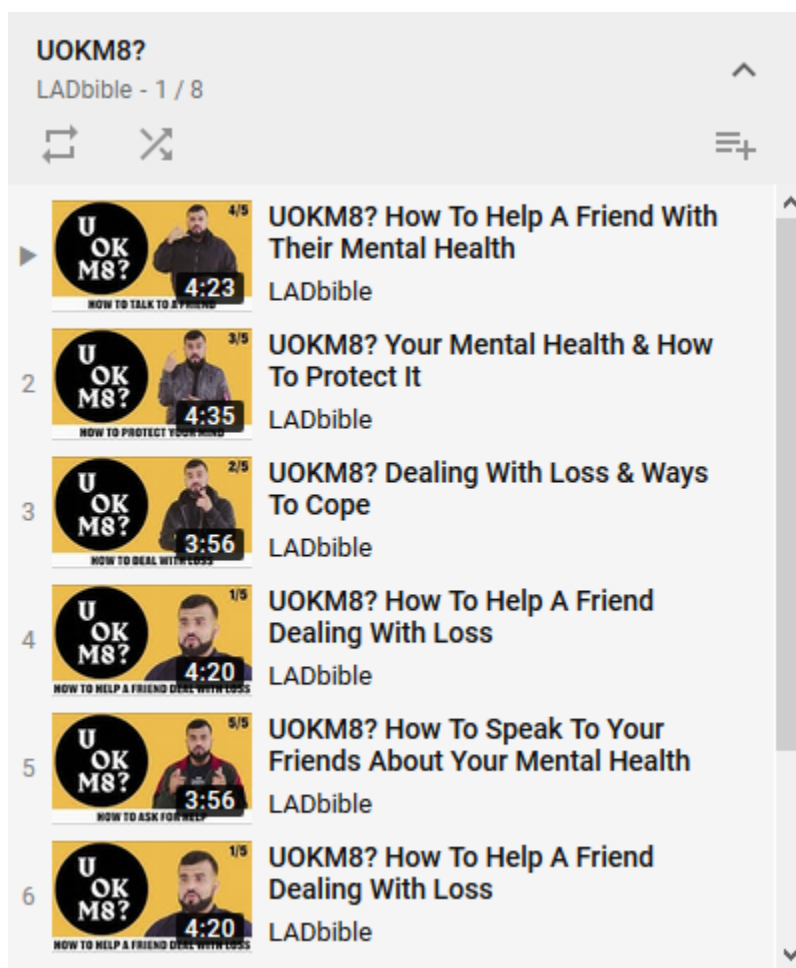 UOKM8?
LADbible - 1 / 8
U
OK
M8?
4/5
4:23
HOW TO TALK TO A FRIEND
UOKM8? How To Help A Friend With
Their Mental Health
LADbible
2
U
OK
M8?
3/5
4:35
HOW TO PROTECT YOUR MIND
UOKM8? Your Mental Health & How
To Protect It
LADbible
3
U
OK
M8?
2/5
3:56
HOW TO DEAL WITH LOSS
UOKM8? Dealing With Loss & Ways
To Cope
LADbible
4
U
OK
M8?
1/5
4:20
HOW TO HELP A FRIEND DEAL WITH LOSS
UOKM8? How To Help A Friend
Dealing With Loss
LADbible
5
U
OK
M8?
5/5
3:56
HOW TO ASK FOR HELP
UOKM8? How To Speak To Your
Friends About Your Mental Health
LADbible
6
U
OK
M8?
1/5
4:20
HOW TO HELP A FRIEND DEAL WITH LOSS
UOKM8? How To Help A Friend
Dealing With Loss
LADbible